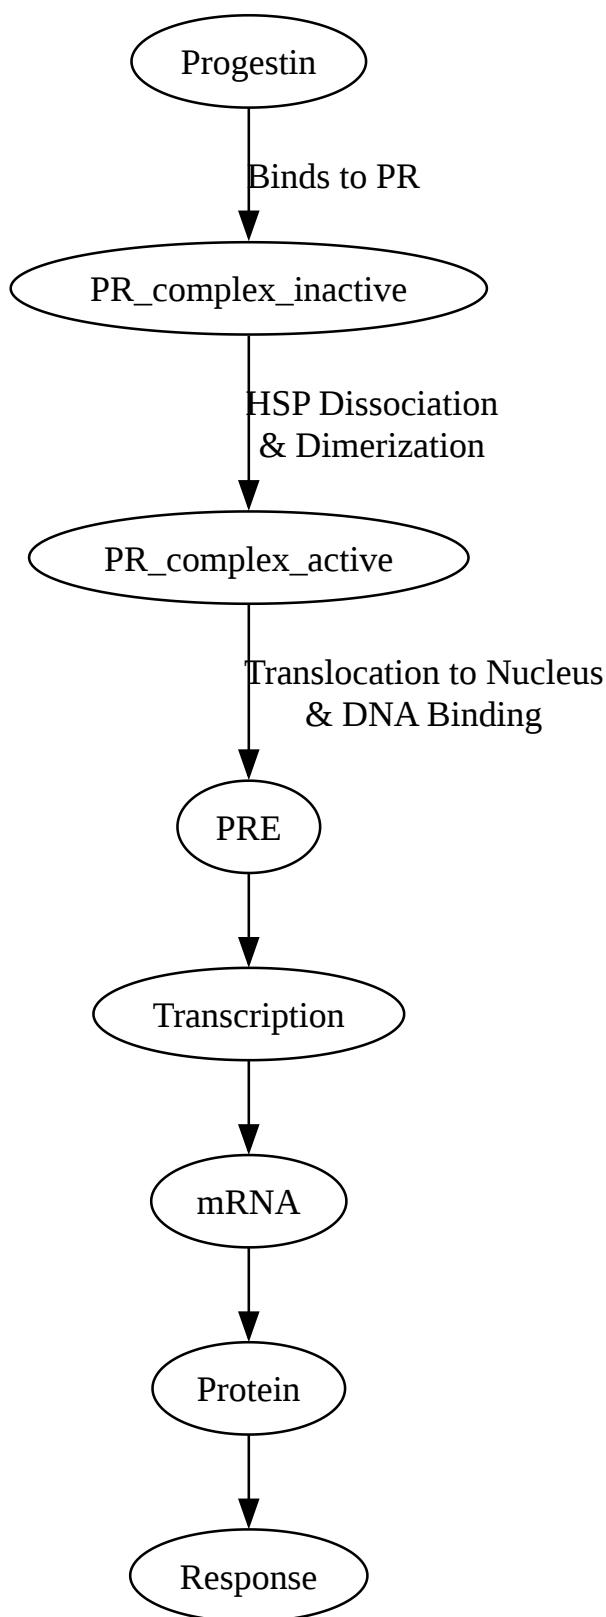 Progestin
Binds to PR
PR_complex_inactive
HSP Dissociation
& Dimerization
PR_complex_active
Translocation to Nucleus
& DNA Binding
PRE
Transcription
mRNA
Protein
Response